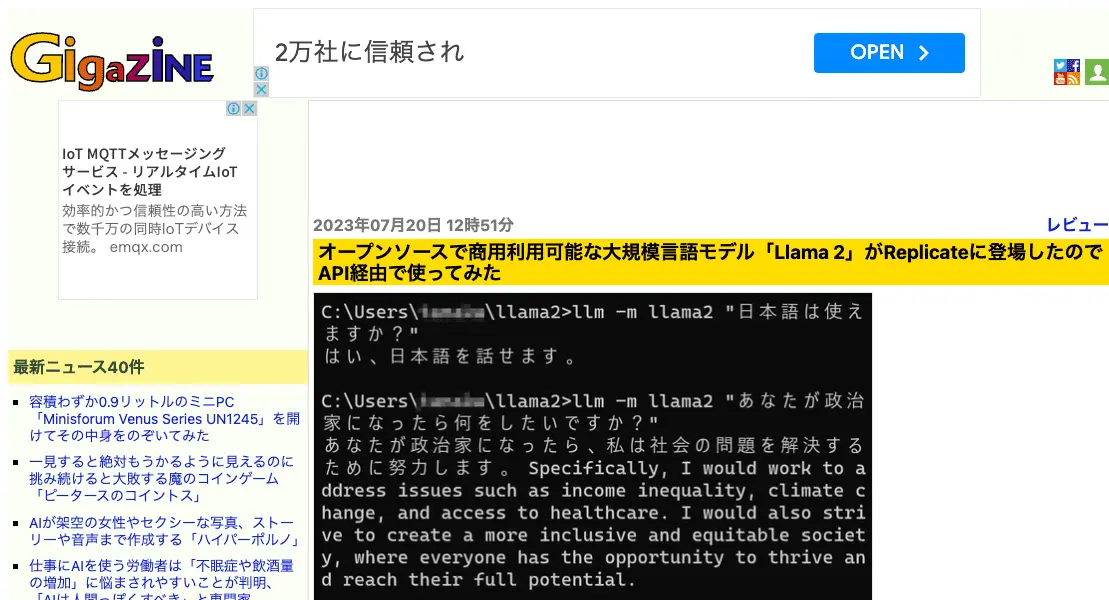 GigaZiNE
2万社に信頼され
OPEN
IoT MQTTメッセージング
サービス - リアルタイムIoT
イベントを処理
効率的かつ信頼性の高い方法
で数千万の同時IoTデバイス
接続。 emqx.com
2023年07月20日 12時51分
レビュー
オープンソースで商用利用可能な大規模言語モデル「Llama 2」がReplicateに登場したので
API経由で使ってみた
C:\Users\
\llama2>llm -m llama2 "日本語は使え
ますか？"
はい、日本語を話せます。
C:\Users\
\llama2>llm -m llama2 "あなたが政治
家になったら何をしたいですか？"
あなたが政治家になったら、私は社会の問題を解決する
ために努力します。 Specifically, I would work to a
ddress issues such as income inequality, climate c
hange, and access to healthcare. I would also stri
ve to create a more inclusive and equitable societ
y, where everyone has the opportunity to thrive an
d reach their full potential.
最新ニュース40件
容積わずか0.9リットルのミニPC
「Minisforum Venus Series UN1245」を開
けてその中身をのぞいてみた
一見すると絶対もうかるように見えるのに
挑み続けると大敗する魔のコインゲーム
「ピータースのコイントス」
AIが架空の女性やセクシーな写真、ストー
リーや音声まで作成する「ハイパーポルノ」
仕事にAIを使う労働者は「不眠症や飲酒量
の増加」に悩まされやすいことが判明、
「AIは人間っぽくすべき」と専門家